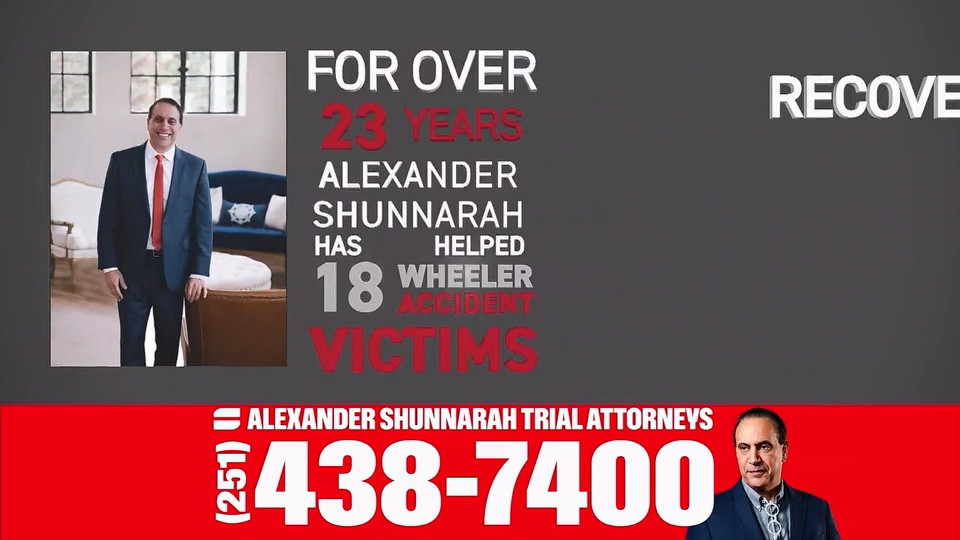 FOR OVER
23 YEARS
ALEXANDER
SHUNNARAH
HAS HELPED
18 WHEELER
ACCIDENT
VICTIMS
RECOVE
ALEXANDER SHUNNARAH TRIAL ATTORNEYS
(251) 438-7400